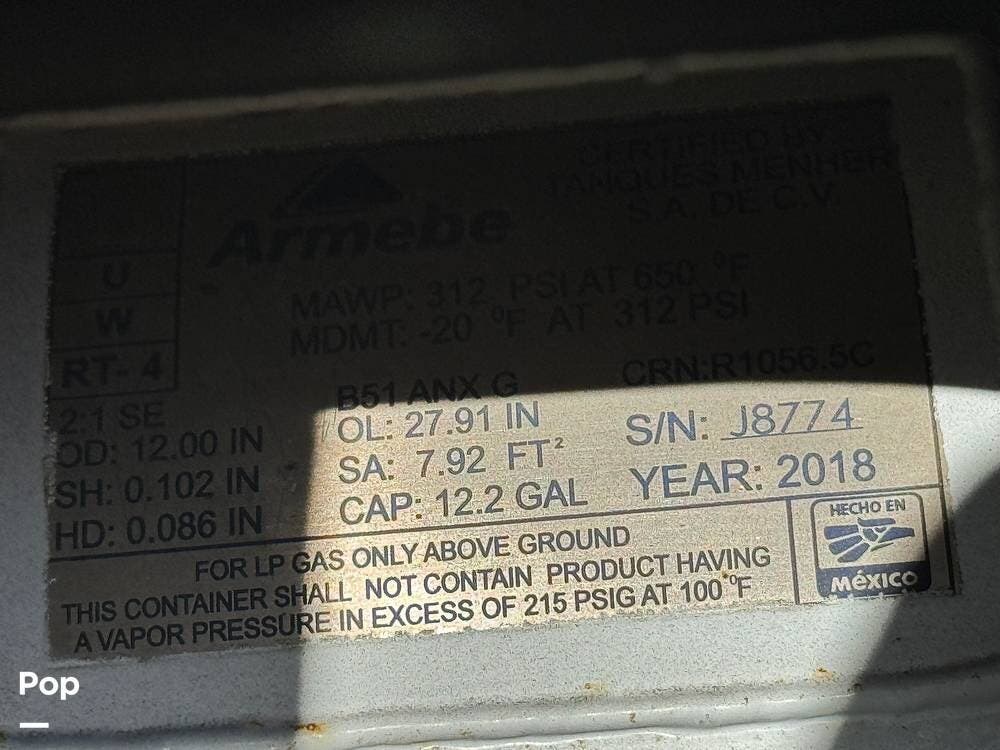 CERTIFIED BY
TANQUES MENHER
S.A. DE C.V.
Armebe
U
W
RT- 4
MAWP: 312 PSI AT 650 °F
MDMT: -20 °F AT 312 PSI
2:1 SE
B51 ANX G
CRN:R1056.5C
OD: 12.00 IN
OL: 27.91 IN
S/N: J8774
SH: 0.102 IN
SA: 7.92 FT²
YEAR: 2018
HD: 0.086 IN
CAP: 12.2 GAL
FOR LP GAS ONLY ABOVE GROUND
THIS CONTAINER SHALL NOT CONTAIN PRODUCT HAVING
A VAPOR PRESSURE IN EXCESS OF 215 PSIG AT 100 °F
HECHO EN
MéXICO
Pop